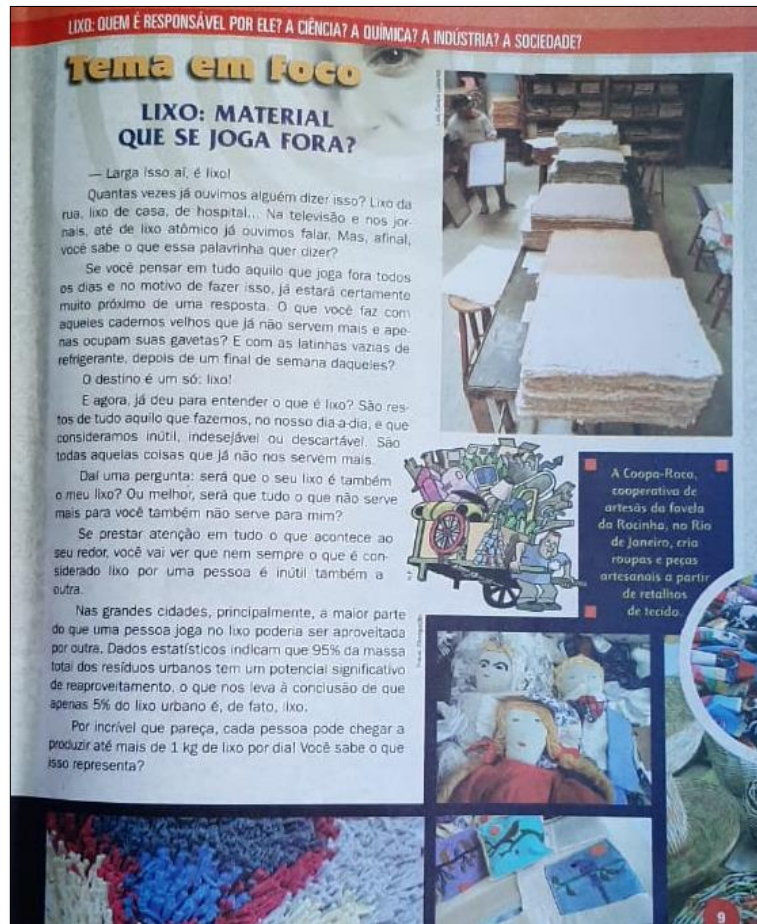 LIXO: QUEM É RESPONSÁVEL POR ELE? A CIÊNCIA? A QUÍMICA? A INDÚSTRIA? A SOCIEDADE?
Tema em Foco
LIXO: MATERIAL
QUE SE JOGA FORA?
— Larga isso aí, é lixo!
Quantas vezes já ouvimos alguém dizer isso? Lixo da
rua, lixo de casa, de hospital... Na televisão e nos jor-
nais, até de lixo atômico já ouvimos falar. Mas, afinal,
você sabe o que essa palavrinha quer dizer?
Se você pensar em tudo aquilo que joga fora todos
os dias e no motivo de fazer isso, já estará certamente
muito próximo de uma resposta. O que você faz com
aqueles cadernos velhos que já não servem mais e ape-
nas ocupam suas gavetas? E com as latinhas vazias de
refrigerante, depois de um final de semana daqueles?
O destino é um só: lixo!
E agora, já deu para entender o que é lixo? São res-
tos de tudo aquilo que fazemos, no nosso dia-a-dia, e que
consideramos inútil, indesejável ou descartável. São
todas aquelas coisas que já não nos servem mais.
Daí uma pergunta: será que o seu lixo é também
o meu lixo? Ou melhor, será que tudo o que não serve
mais para você também não serve para mim?
Se prestar atenção em tudo o que acontece ao
seu redor, você vai ver que nem sempre o que é con-
siderado lixo por uma pessoa é inútil também a
outra.
Nas grandes cidades, principalmente, a maior parte
do que uma pessoa joga no lixo poderia ser aproveitada
por outra. Dados estatísticos indicam que 95% da massa
total dos resíduos urbanos tem um potencial significativo
de reaproveitamento, o que nos leva à conclusão de que
apenas 5% do lixo urbano é, de fato, lixo.
Por incrível que pareça, cada pessoa pode chegar a
produzir até mais de 1 kg de lixo por dia! Você sabe o que
isso representa?
A Coopa-Roca,
cooperativa de
artesãs da favela
da Rocinha, no Rio
de Janeiro, cria
roupas e peças
artesanais a partir
de retalhos
de tecido.
9